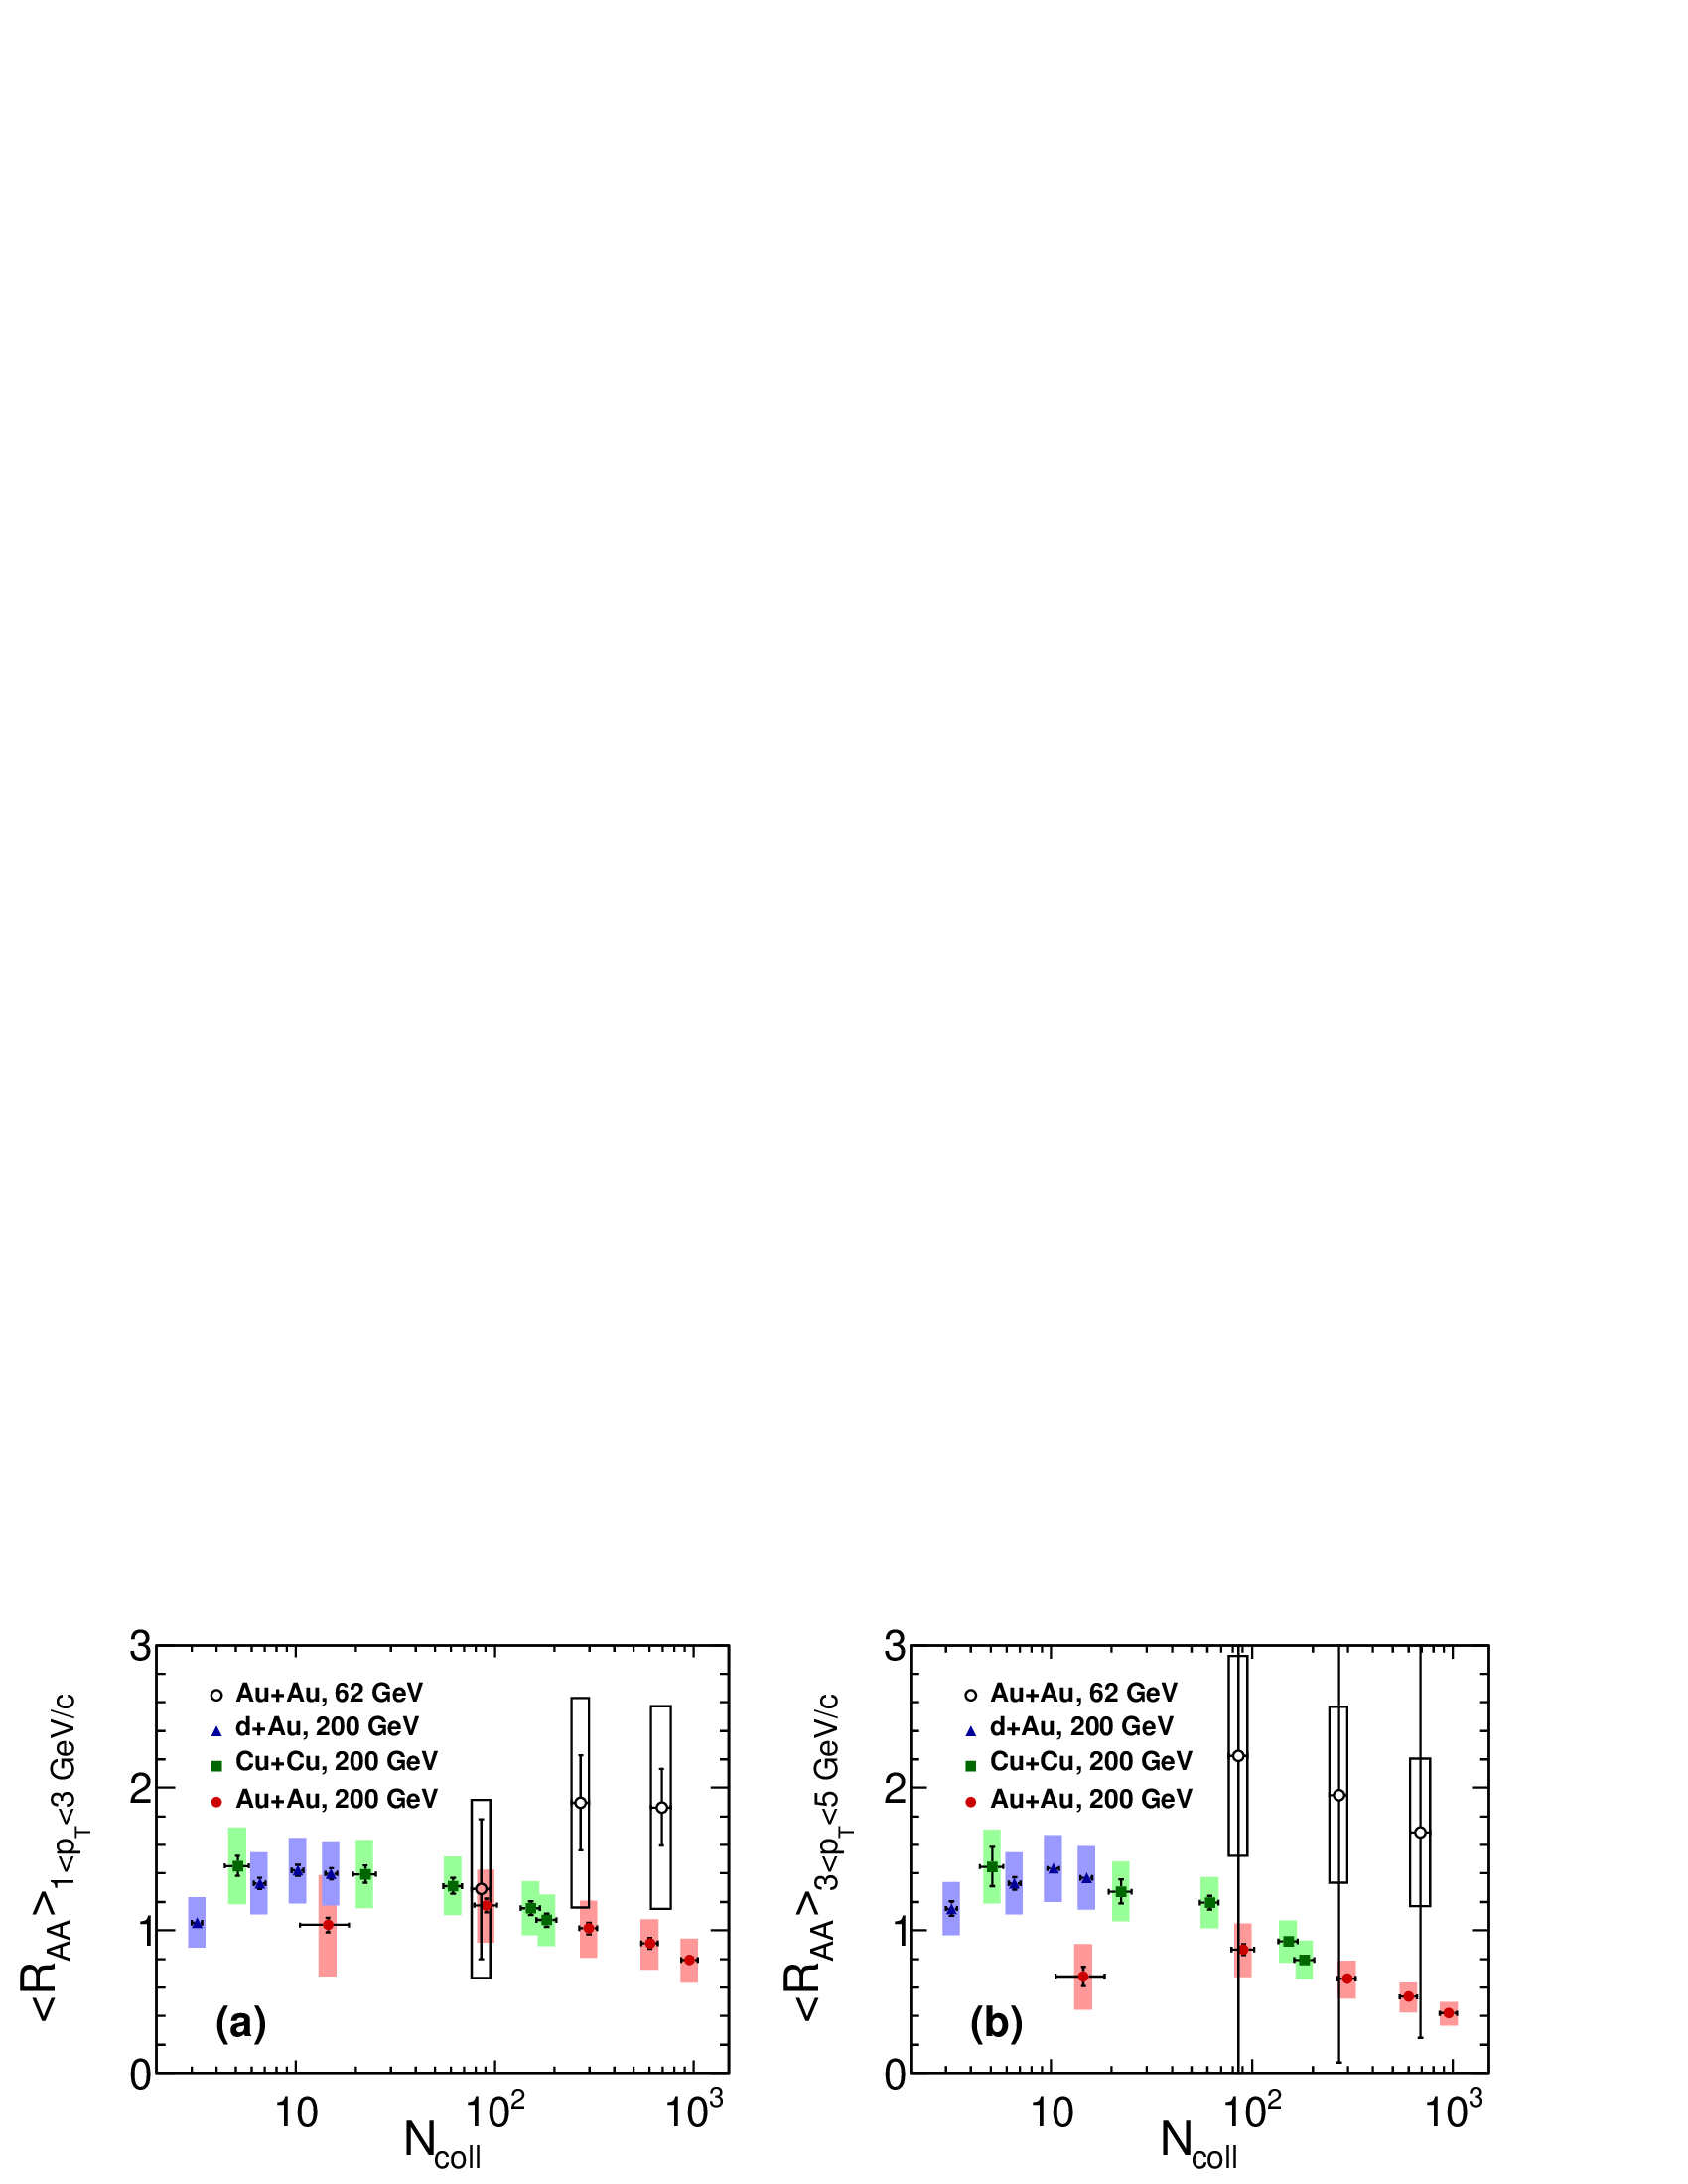 3
2
1
0
<R_AA>_1<p_T<3 GeV/c
Au+Au, 62 GeV
d+Au, 200 GeV
Cu+Cu, 200 GeV
Au+Au, 200 GeV
(a)
10
10^2
10^3
N_coll
3
2
1
0
<R_AA>_3<p_T<5 GeV/c
Au+Au, 62 GeV
d+Au, 200 GeV
Cu+Cu, 200 GeV
Au+Au, 200 GeV
(b)
10
10^2
10^3
N_coll